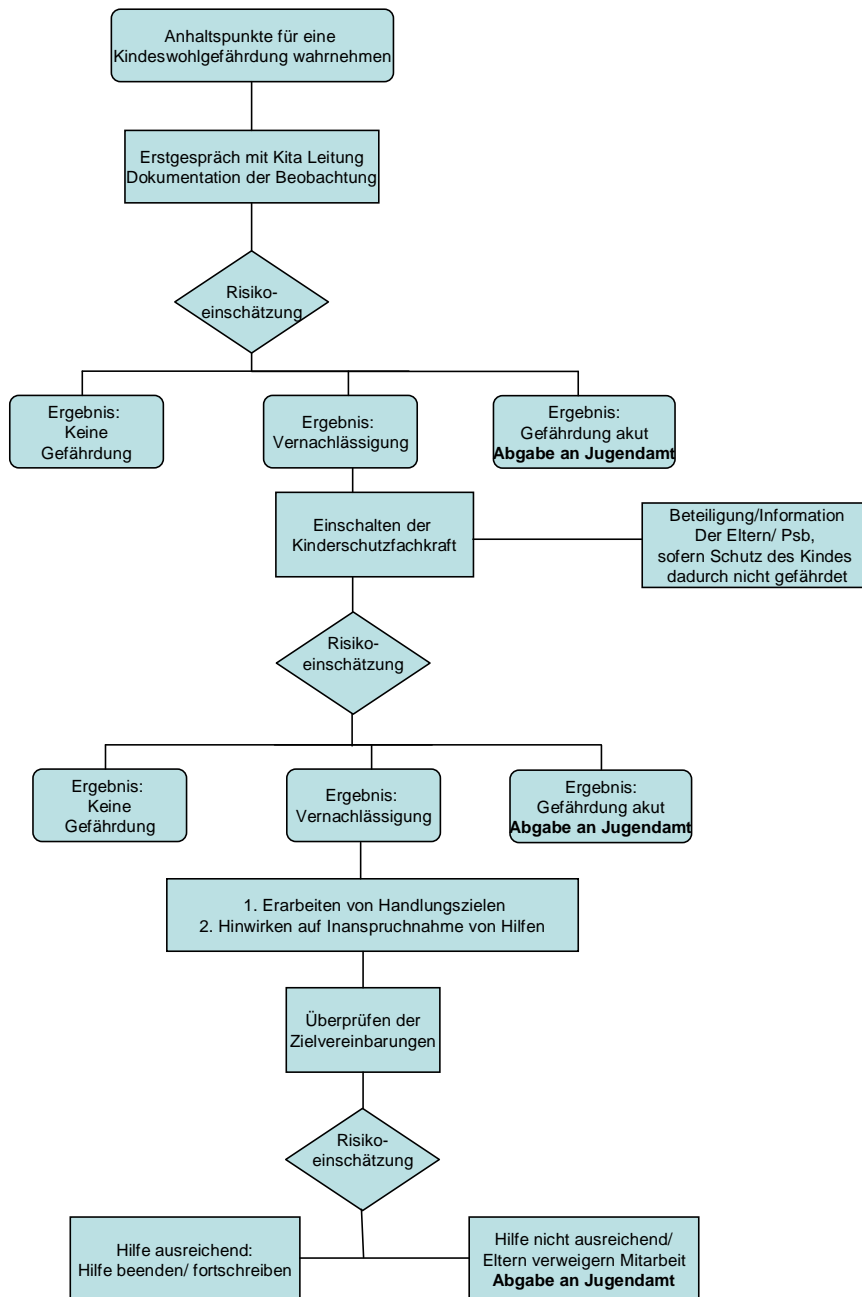 Anhaltspunkte für eine
Kindeswohlgefährdung wahrnehmen
Erstgespräch mit Kita Leitung
Dokumentation der Beobachtung
Risiko-
einschätzung
Ergebnis:
Keine
Gefährdung
Ergebnis:
Vernachlässigung
Ergebnis:
Gefährdung akut
Abgabe an Jugendamt
Einschalten der
Kinderschutzfachkraft
Beteiligung/Information
Der Eltern/ Psb,
sofern Schutz des Kindes
dadurch nicht gefährdet
Risiko-
einschätzung
Ergebnis:
Keine
Gefährdung
Ergebnis:
Vernachlässigung
Ergebnis:
Gefährdung akut
Abgabe an Jugendamt
1. Erarbeiten von Handlungszielen
2. Hinwirken auf Inanspruchnahme von Hilfen
Überprüfen der
Zielvereinbarungen
Risiko-
einschätzung
Hilfe ausreichend:
Hilfe beenden/ fortschreiben
Hilfe nicht ausreichend/
Eltern verweigern Mitarbeit
Abgabe an Jugendamt